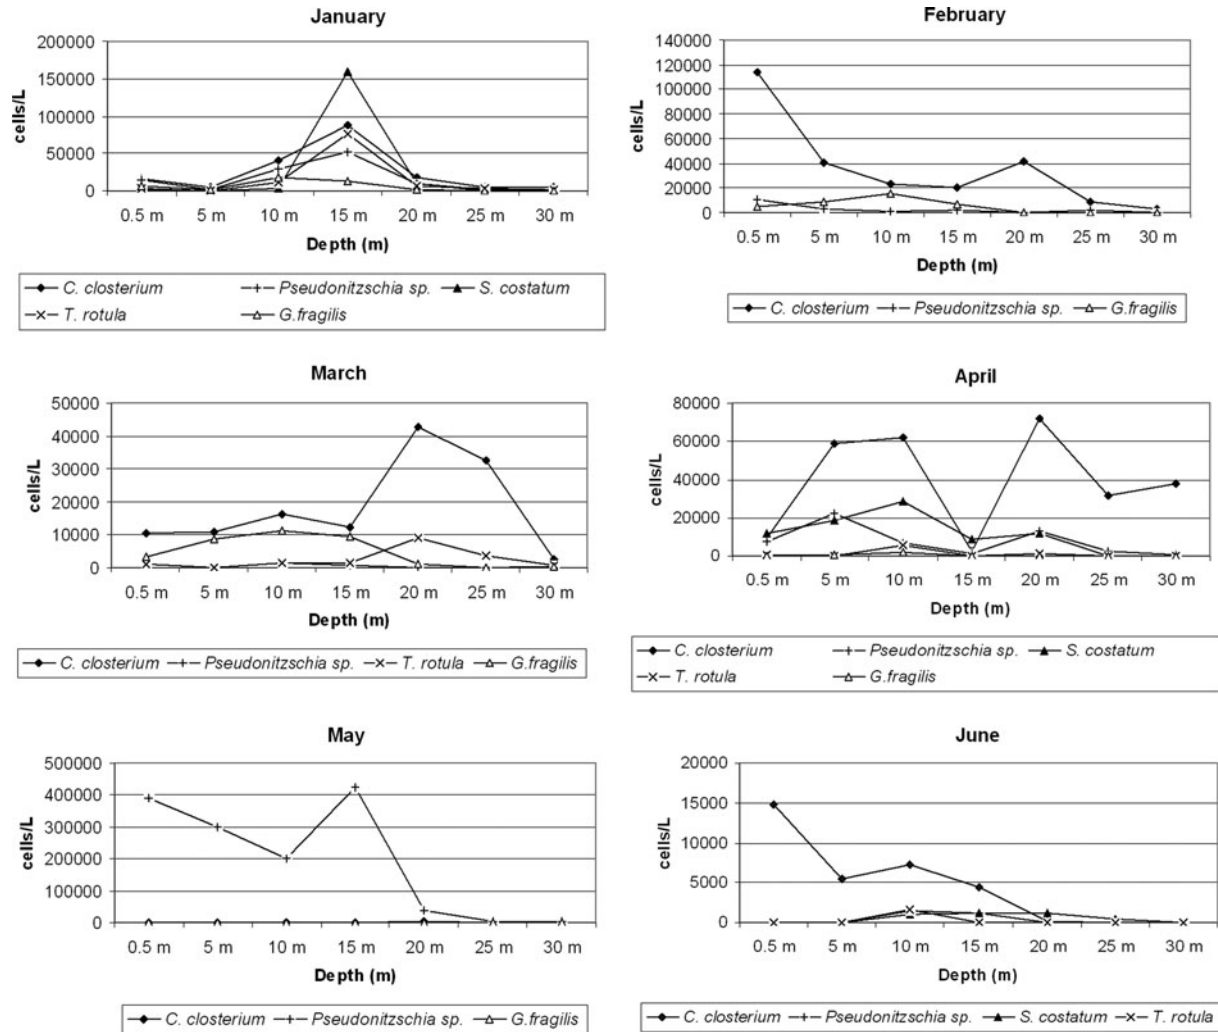 January
cells/L
200000
150000
100000
50000
0
0.5 m 5 m 10 m 15 m 20 m 25 m 30 m
Depth (m)
C. closterium Pseudonitzschia sp. S. costatum
T. rotula G.fragilis
February
cells/L
140000
120000
100000
80000
60000
40000
20000
0
0.5 m 5 m 10 m 15 m 20 m 25 m 30 m
Depth (m)
C. closterium Pseudonitzschia sp. G.fragilis
March
cells/L
50000
40000
30000
20000
10000
0
0.5 m 5 m 10 m 15 m 20 m 25 m 30 m
Depth (m)
C. closterium Pseudonitzschia sp. T. rotula G.fragilis
April
cells/L
80000
60000
40000
20000
0
0.5 m 5 m 10 m 15 m 20 m 25 m 30 m
Depth (m)
C. closterium Pseudonitzschia sp. S. costatum
T. rotula G.fragilis
May
cells/L
500000
400000
300000
200000
100000
0
0.5 m 5 m 10 m 15 m 20 m 25 m 30 m
Depth (m)
C. closterium Pseudonitzschia sp. G.fragilis
June
cells/L
20000
15000
10000
5000
0
0.5 m 5 m 10 m 15 m 20 m 25 m 30 m
Depth (m)
C. closterium Pseudonitzschia sp. S. costatum T. rotula